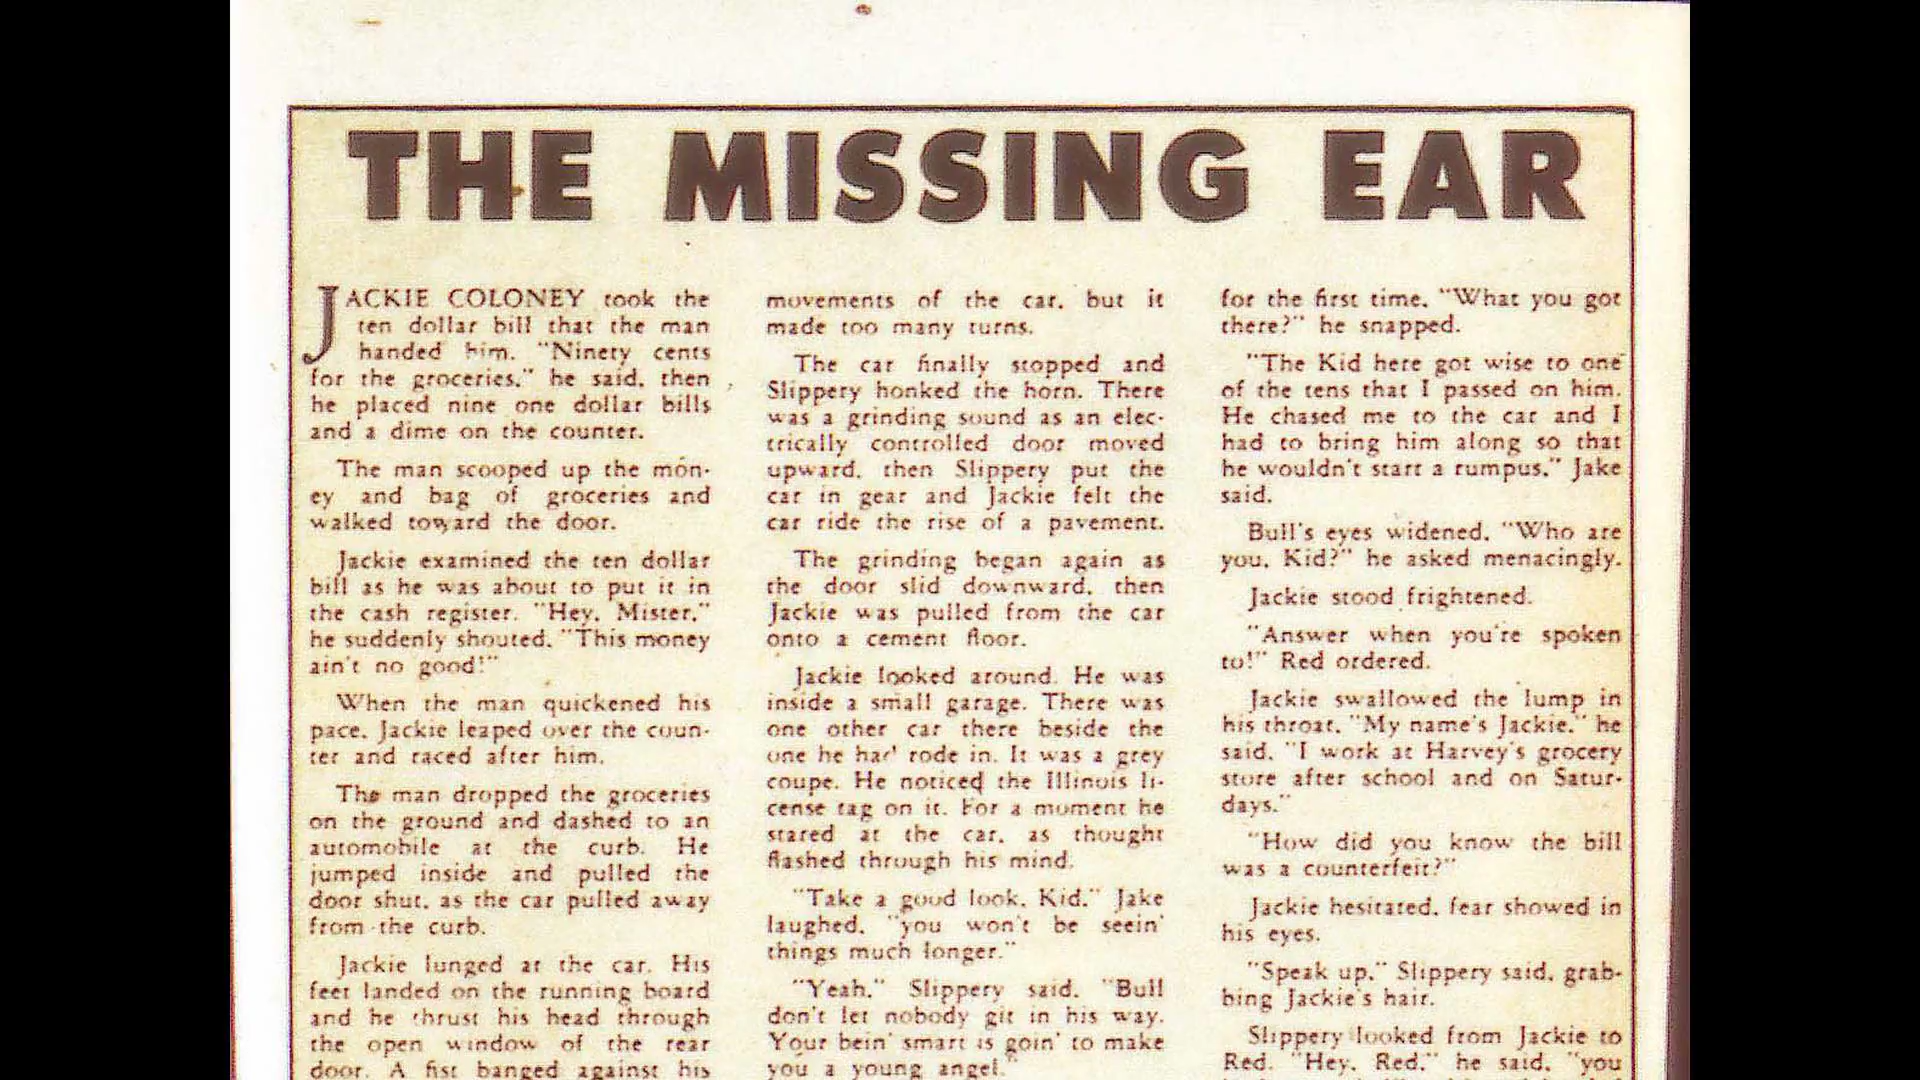 THE MISSING EAR
JACKIE COLONEY took the
ten dollar bill that the man
handed him. "Ninety cents
for the groceries," he said, then
he placed nine one dollar bills
and a dime on the counter.
The man scooped up the mon-
ey and bag of groceries and
walked toward the door.
Jackie examined the ten dollar
bill as he was about to put it in
the cash register. "Hey, Mister,"
he suddenly shouted. "This money
ain't no good!"
When the man quickened his
pace, Jackie leaped over the coun-
ter and raced after him.
The man dropped the groceries
on the ground and dashed to an
automobile at the curb. He
jumped inside and pulled the
door shut, as the car pulled away
from the curb.
Jackie lunged at the car. His
feet landed on the running board
and he thrust his head through
the open window of the rear
door. A fist banged against his
movements of the car, but it
made too many turns.
The car finally stopped and
Slippery honked the horn. There
was a grinding sound as an elec-
trically controlled door moved
upward, then Slippery put the
car in gear and Jackie felt the
car ride the rise of a pavement.
The grinding began again as
the door slid downward, then
Jackie was pulled from the car
onto a cement floor.
Jackie looked around. He was
inside a small garage. There was
one other car there beside the
one he had rode in. It was a grey
coupe. He noticed the Illinois li-
cense tag on it. For a moment he
stared at the car, as thought
flashed through his mind.
"Take a good look, Kid," Jake
laughed, "you won't be seein'
things much longer."
"Yeah," Slippery said. "Bull
don't let nobody git in his way.
Your bein' smart is goin' to make
you a young angel."
for the first time. "What you got
there?" he snapped.
"The Kid here got wise to one
of the tens that I passed on him.
He chased me to the car and I
had to bring him along so that
he wouldn't start a rumpus," Jake
said.
Bull's eyes widened. "Who are
you, Kid?" he asked menacingly.
Jackie stood frightened.
"Answer when you're spoken
to!" Red ordered.
Jackie swallowed the lump in
his throat. "My name's Jackie," he
said. "I work at Harvey's grocery
store after school and on Satur-
days."
"How did you know the bill
was a counterfeit?"
Jackie hesitated, fear showed in
his eyes.
"Speak up," Slippery said, grab-
bing Jackie's hair.
Slippery looked from Jackie to
Red. "Hey, Red," he said, "you